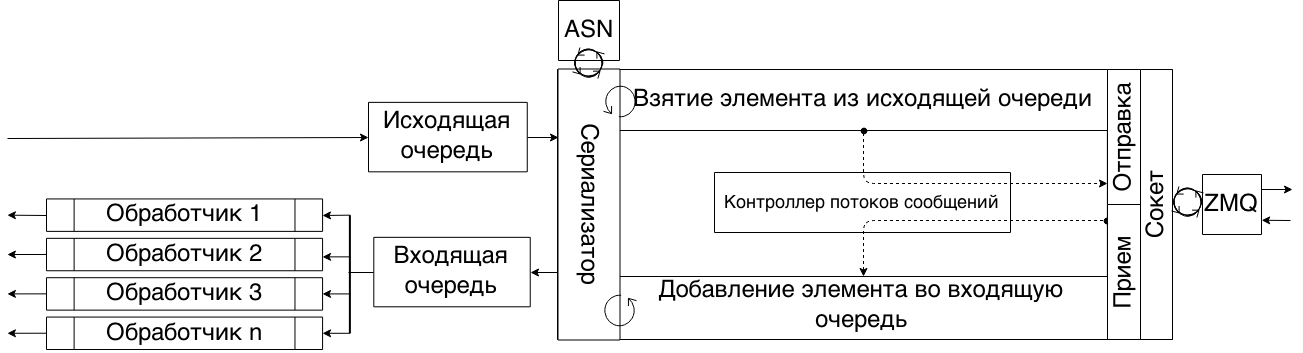 ASN
Взятие элемента из исходящей очереди
Исходящая
очередь
Сериализатор
Отправка
Контроллер потоков сообщений
Сокет
ZMQ
Обработчик 1
Обработчик 2
Обработчик 3
Обработчик n
Входящая
очередь
Прием
Добавление элемента во входящую
очередь